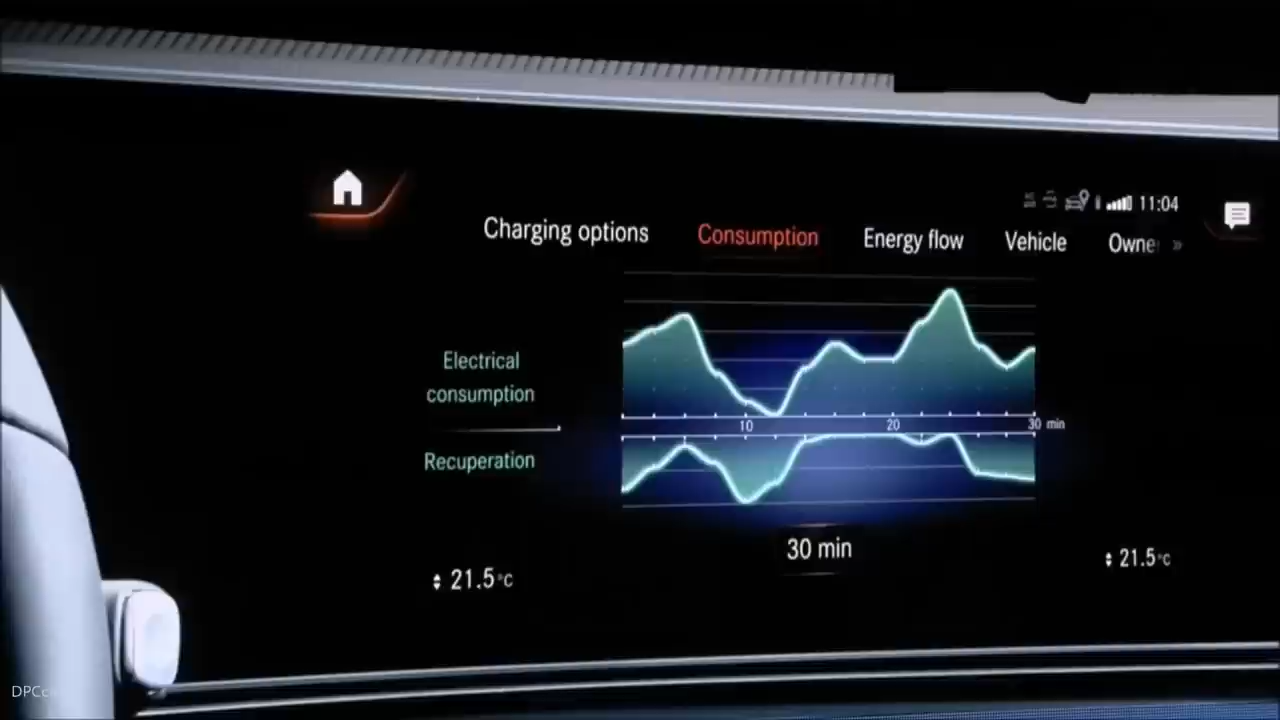 11:04
Charging options Consumption Energy flow Vehicle Owne »
Electrical
consumption
10 20 30 min
Recuperation
30 min
21.5°C
21.5°C